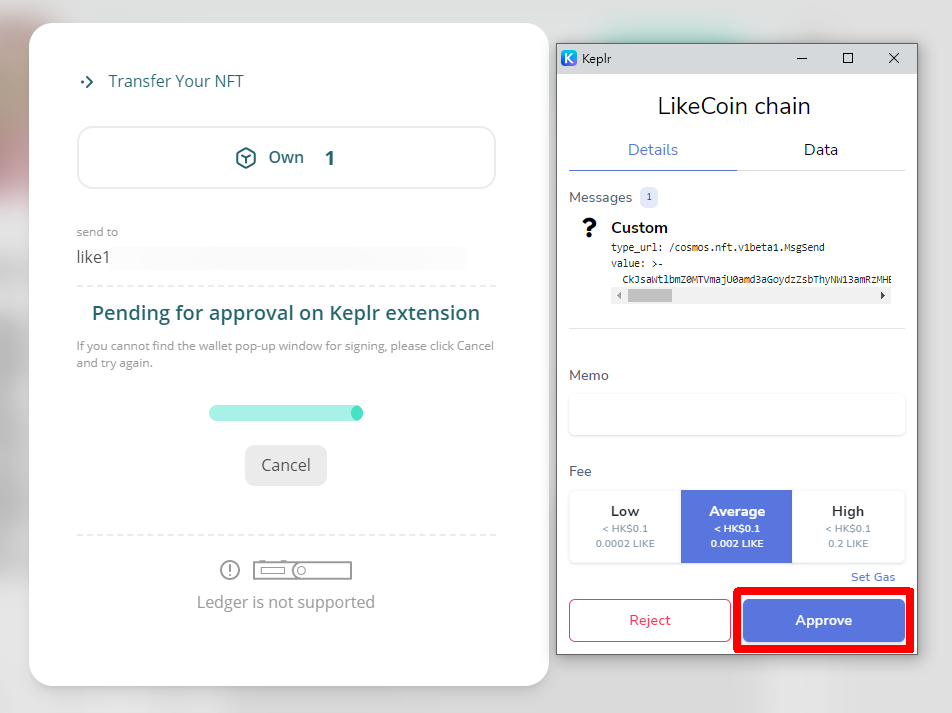 Transfer Your NFT
Own 1
send to
like1
Pending for approval on Keplr extension
If you cannot find the wallet pop-up window for signing, please click Cancel
and try again.
Cancel
Ledger is not supported
Keplr
LikeCoin chain
Details Data
Messages 1
? Custom
type_url: /cosmos.nft.v1beta1.MsgSend
value: >-
Memo
Fee
Low Average High
< HK$0.1 < HK$0.1 < HK$0.1
0.0002 LIKE 0.002 LIKE 0.2 LIKE
Set Gas
Reject Approve